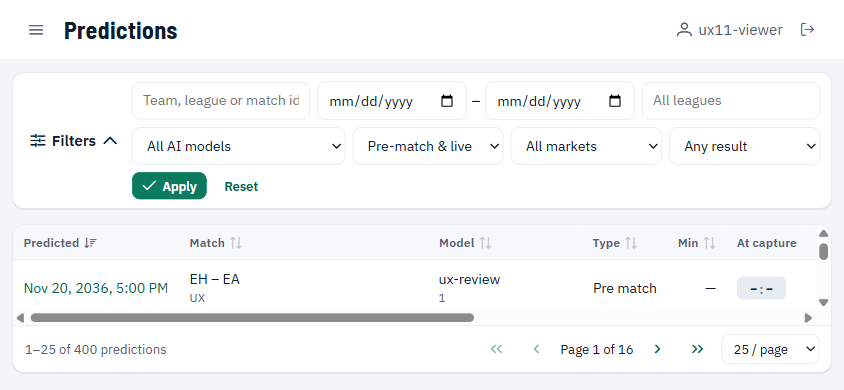 Predictions
ux11-viewer
Team, league or match id
mm/dd/yyyy – mm/dd/yyyy
All leagues
Filters
All AI models
Pre-match & live
All markets
Any result
Apply
Reset
Predicted Match Model Type Min At capture
Nov 20, 2036, 5:00 PM EH – EA ux-review Pre match — -:-
UX 1
1–25 of 400 predictions
Page 1 of 16
25 / page